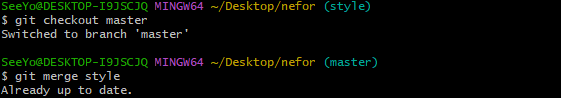 SeeYo@DESKTOP-I9JSCJQ MINGW64 ~/Desktop/nefor (style)
$ git checkout master
Switched to branch 'master'
SeeYo@DESKTOP-I9JSCJQ MINGW64 ~/Desktop/nefor (master)
$ git merge style
Already up to date.